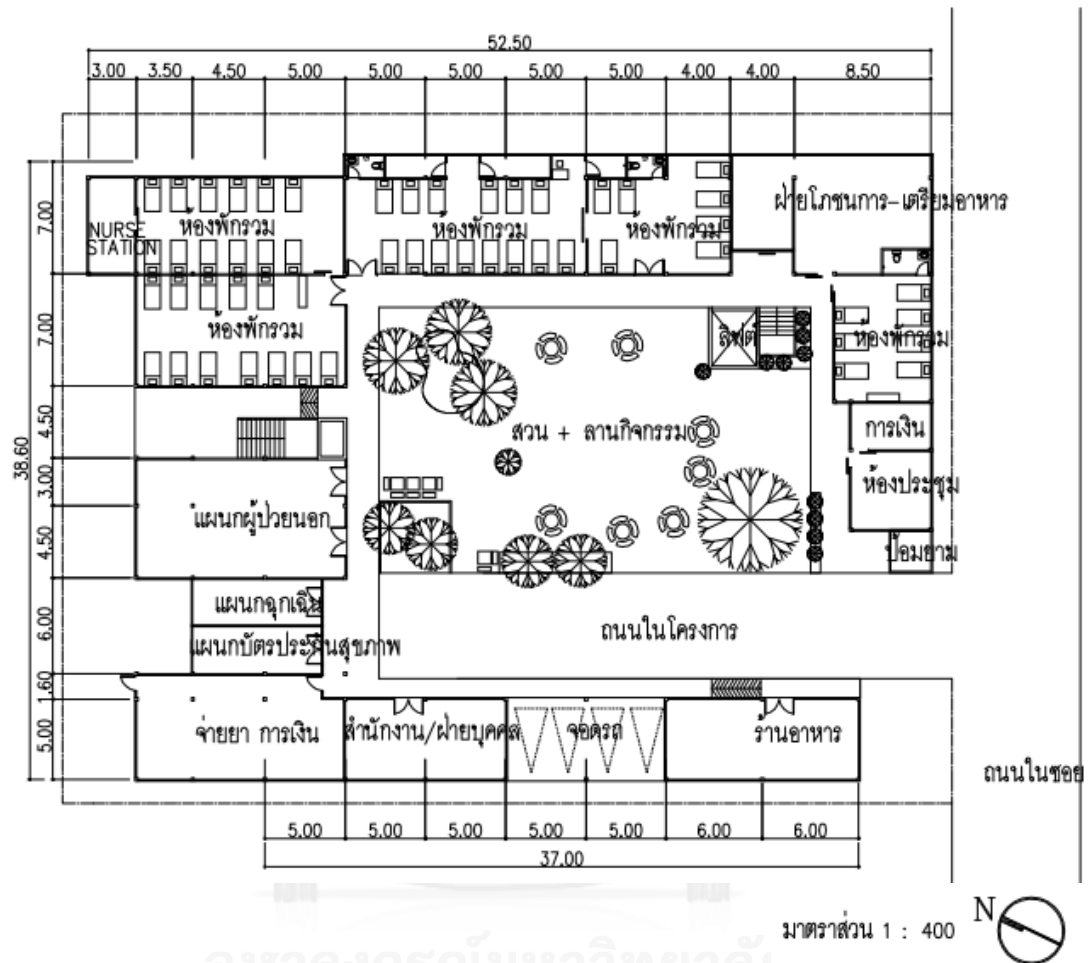 52.50
3.00 3.50 4.50 5.00 5.00 5.00 5.00 5.00 4.00 4.00 8.50
38.60
7.00
7.00
4.50
3.00
4.50
6.00
1.60
5.00
NURSE
STATION
ห้องพักรวม
ห้องพักรวม
ห้องพักรวม
ฝ่ายโภชนการ-เตรียมอาหาร
ห้องพักรวม
ลิฟต์
ห้องพักรวม
สวน + ลานกิจกรรม
การเงิน
ห้องประชุม
แผนกผู้ป่วยนอก
ป้อมยาม
แผนกฉุกเฉิน
ถนนในโครงการ
แผนกบัตรประกันสุขภาพ
จ่ายยา การเงิน
สำนักงาน/ฝ่ายบุคคล
จอดรถ
ร้านอาหาร
ถนนในซอย
5.00 5.00 5.00 5.00 5.00 6.00 6.00
37.00
มาตราส่วน 1 : 400
N